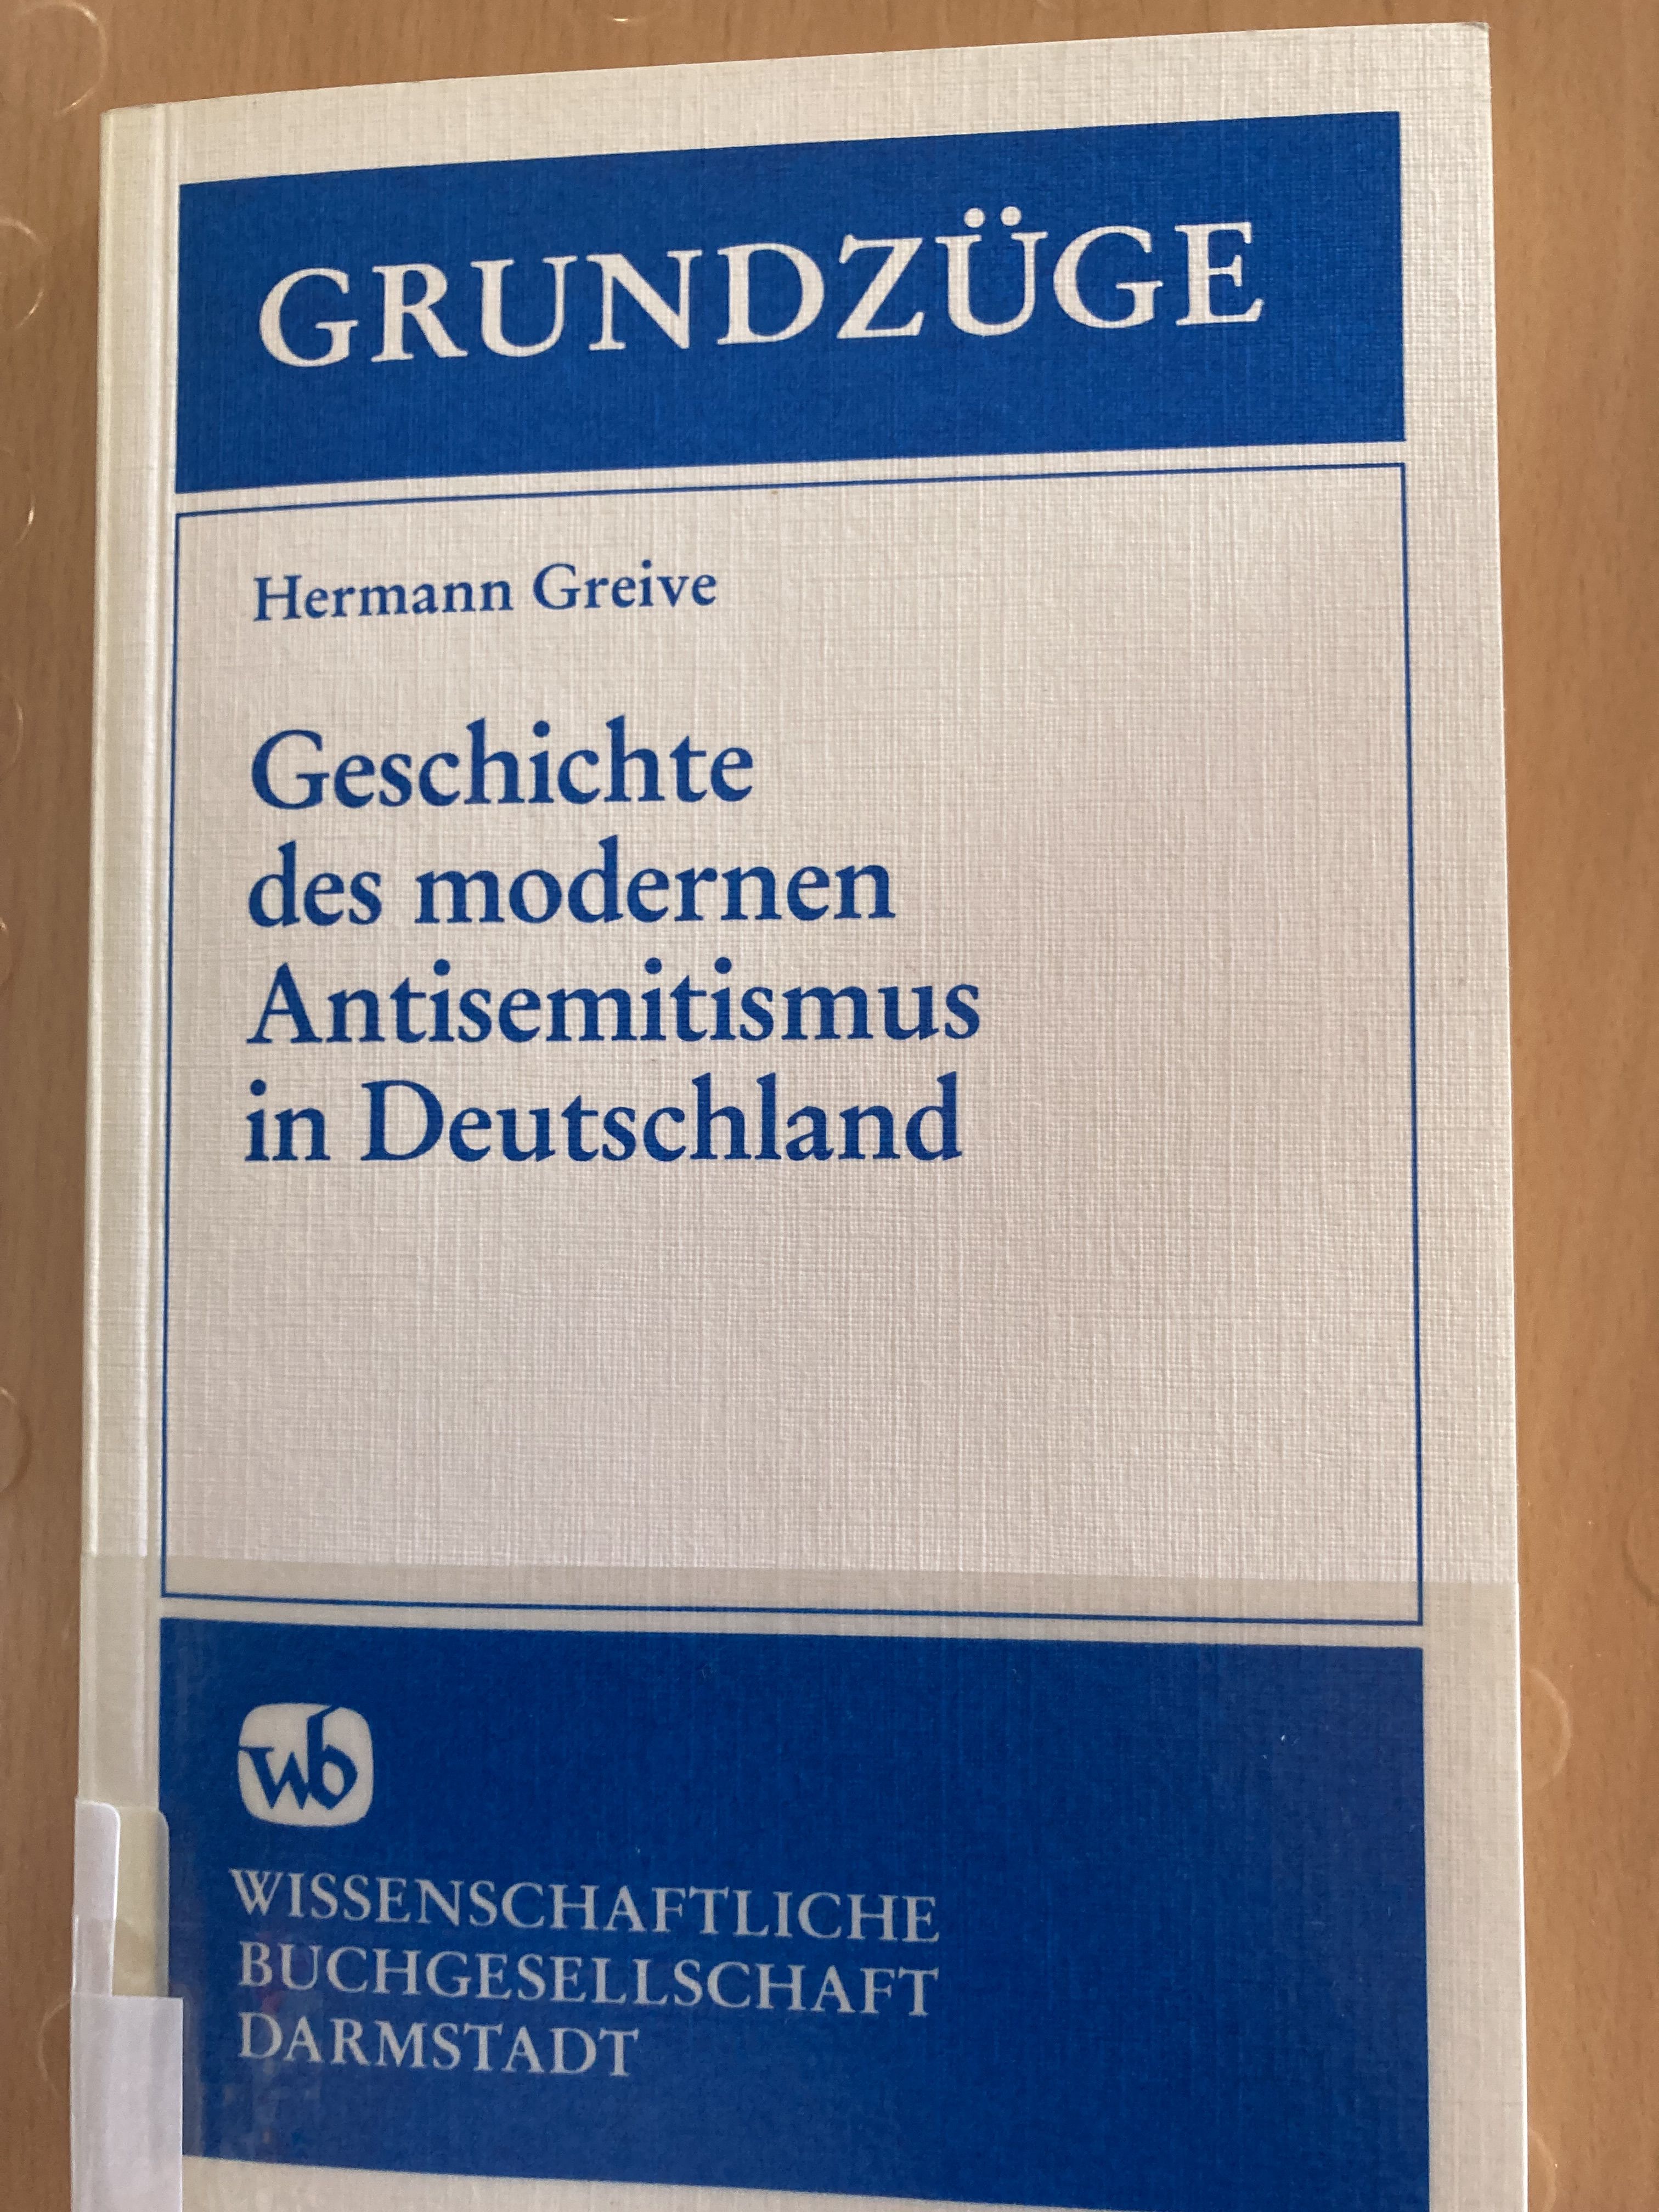 GRUNDZÜGE
Hermann Greive
Geschichte
des modernen
Antisemitismus
in Deutschland
wb
WISSENSCHAFTLICHE
BUCHGESELLSCHAFT
DARMSTADT